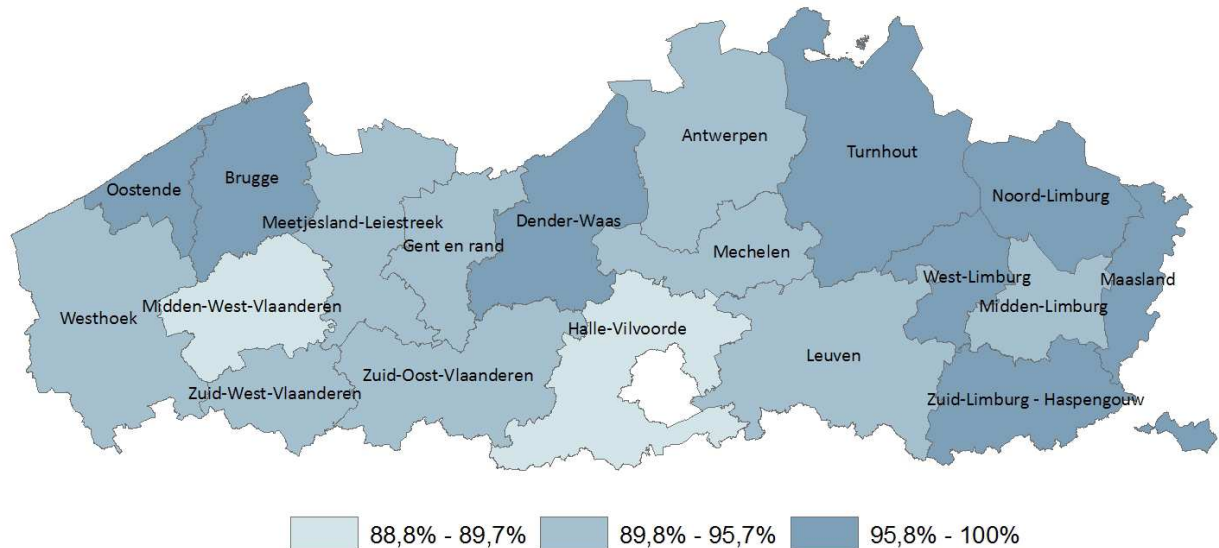 Antwerpen
Turnhout
Oostende
Brugge
Noord-Limburg
Meetjesland-Leiestreek
Gent en rand
Dender-Waas
Mechelen
West-Limburg
Maasland
Midden-West-Vlaanderen
Westhoek
Halle-Vilvoorde
Midden-Limburg
Leuven
Zuid-Oost-Vlaanderen
Zuid-West-Vlaanderen
Zuid-Limburg - Haspengouw
88,8% - 89,7%
89,8% - 95,7%
95,8% - 100%